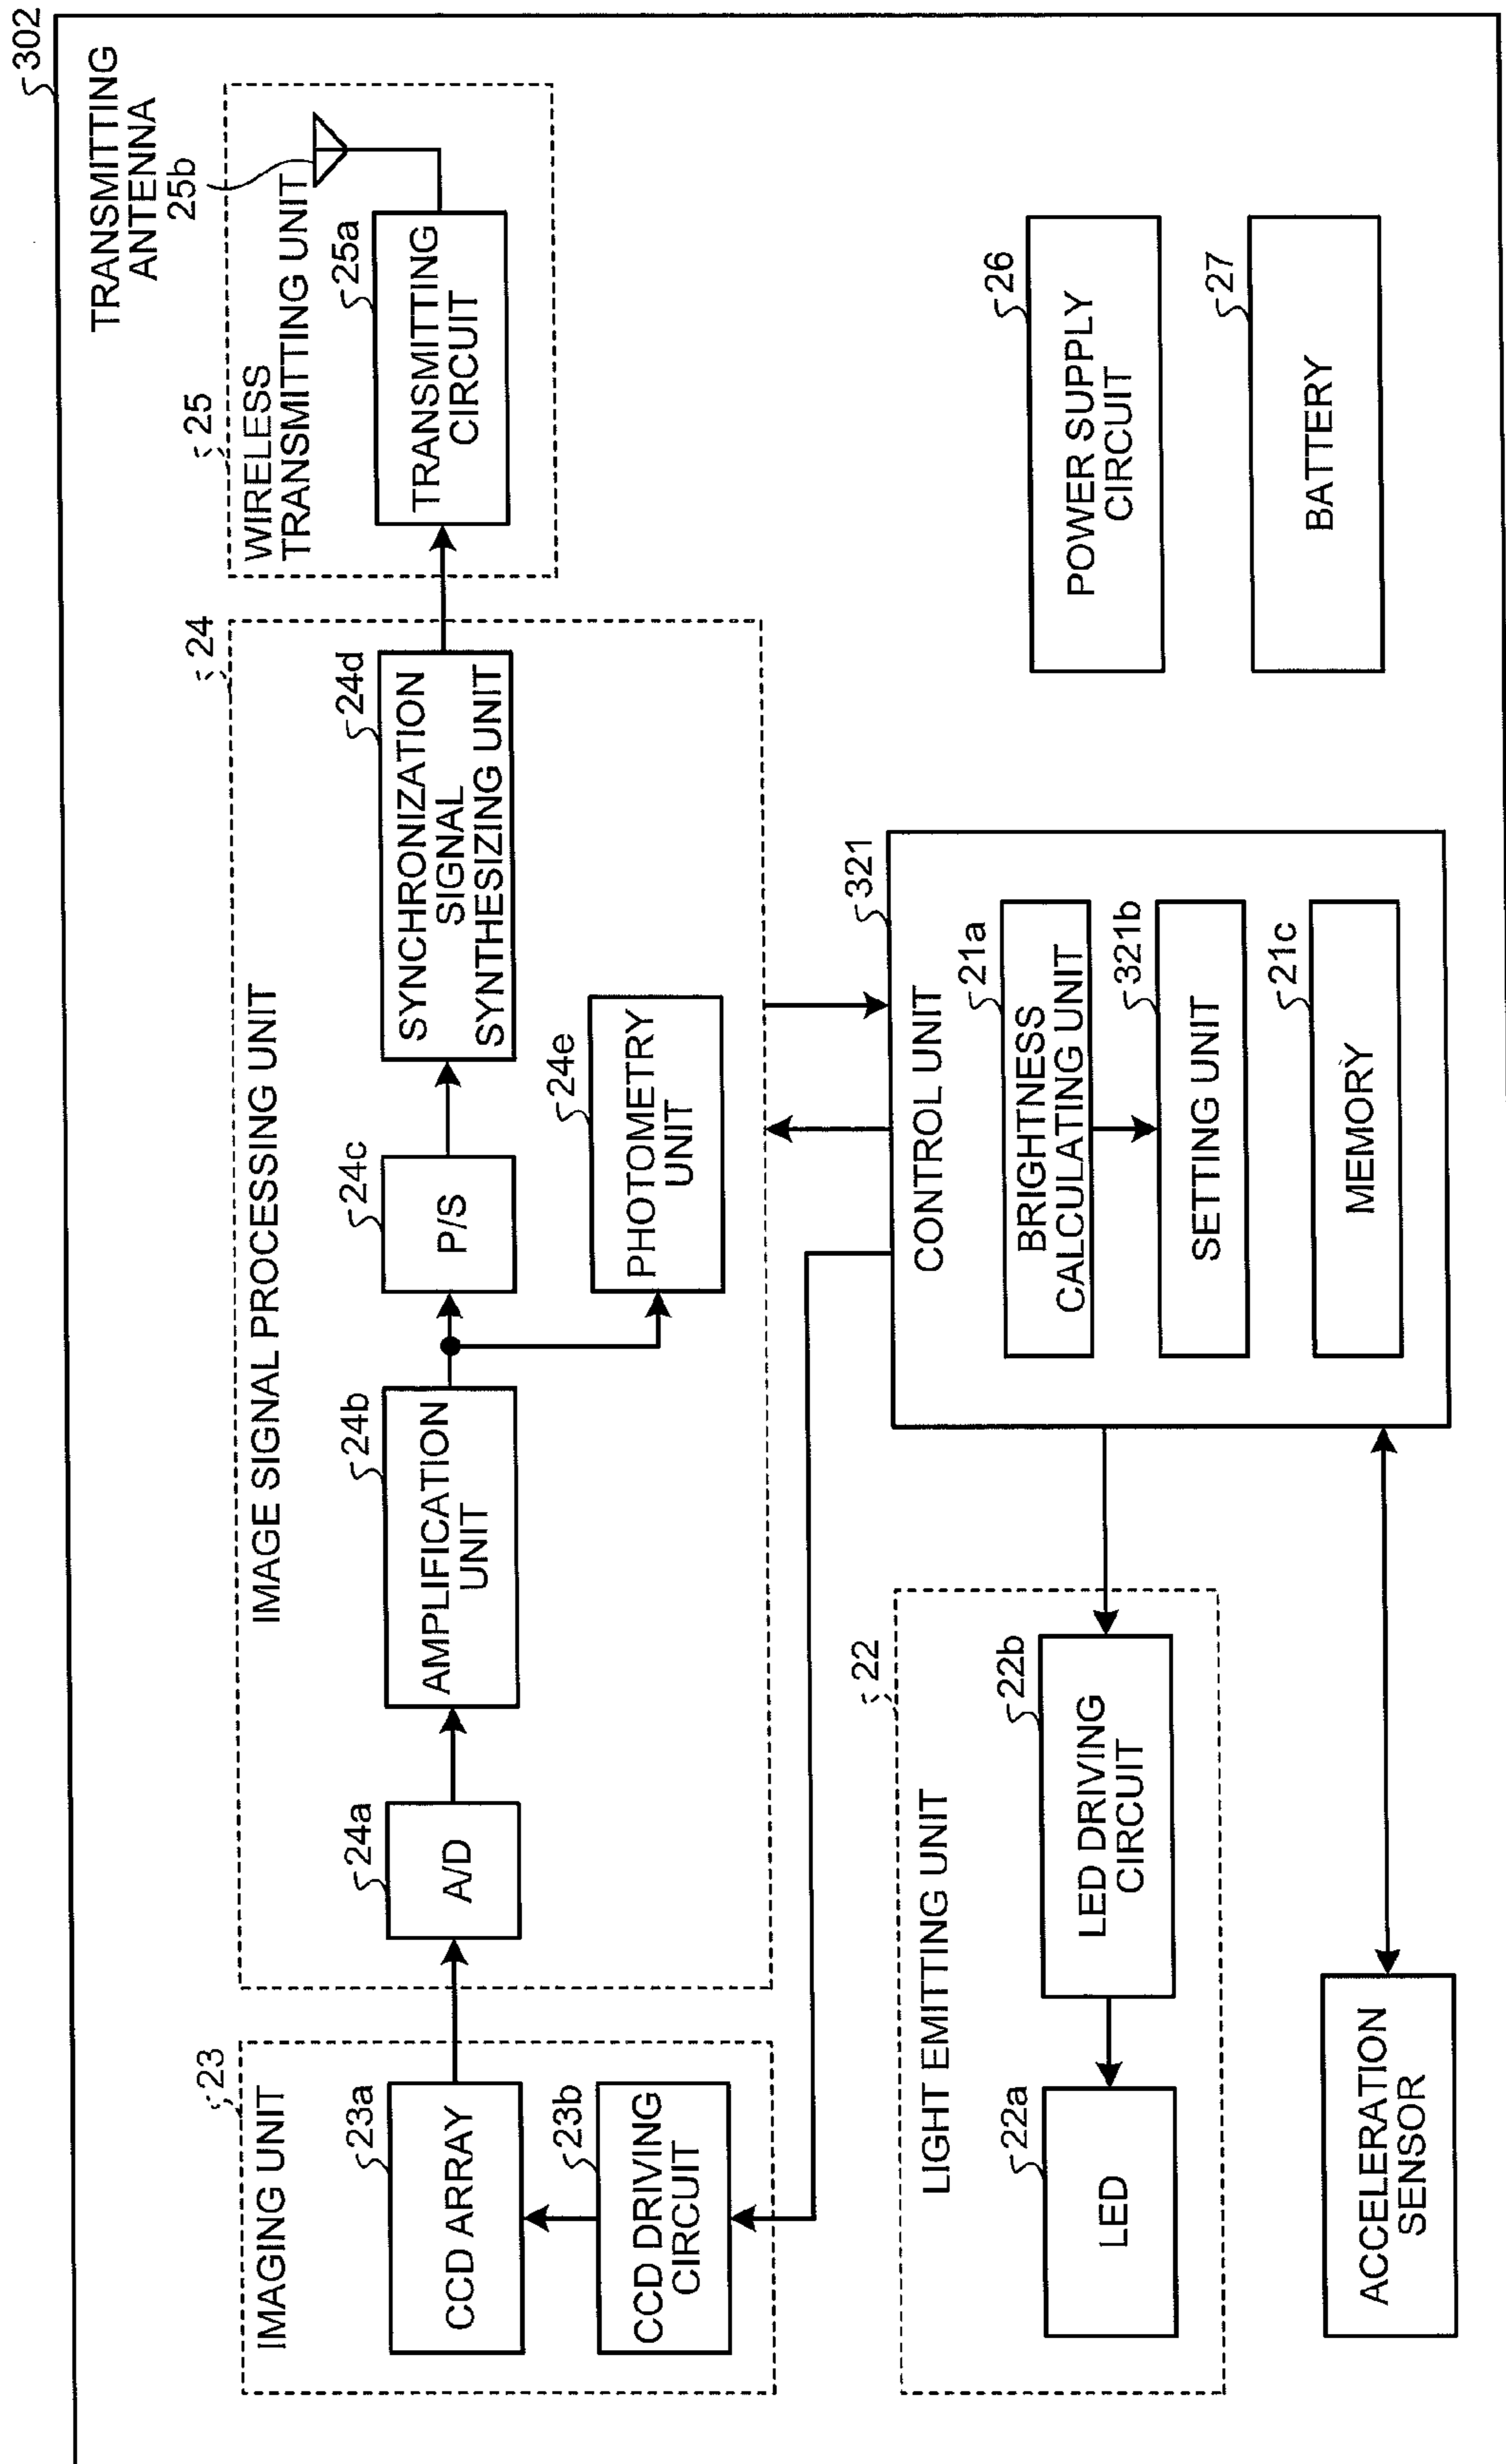 302
TRANSMITTING
ANTENNA
25b
23
IMAGING UNIT
23a
CCD ARRAY
23b
CCD DRIVING
CIRCUIT
24
IMAGE SIGNAL PROCESSING UNIT
24a
A/D
24b
AMPLIFICATION
UNIT
24c
P/S
24d
SYNCHRONIZATION
SIGNAL
SYNTHESIZING UNIT
24e
PHOTOMETRY
UNIT
25
WIRELESS
TRANSMITTING UNIT
25a
TRANSMITTING
CIRCUIT
22
LIGHT EMITTING UNIT
22a
LED
22b
LED DRIVING
CIRCUIT
321
CONTROL UNIT
21a
BRIGHTNESS
CALCULATING UNIT
321b
SETTING UNIT
21c
MEMORY
26
POWER SUPPLY
CIRCUIT
27
BATTERY
ACCELERATION
SENSOR